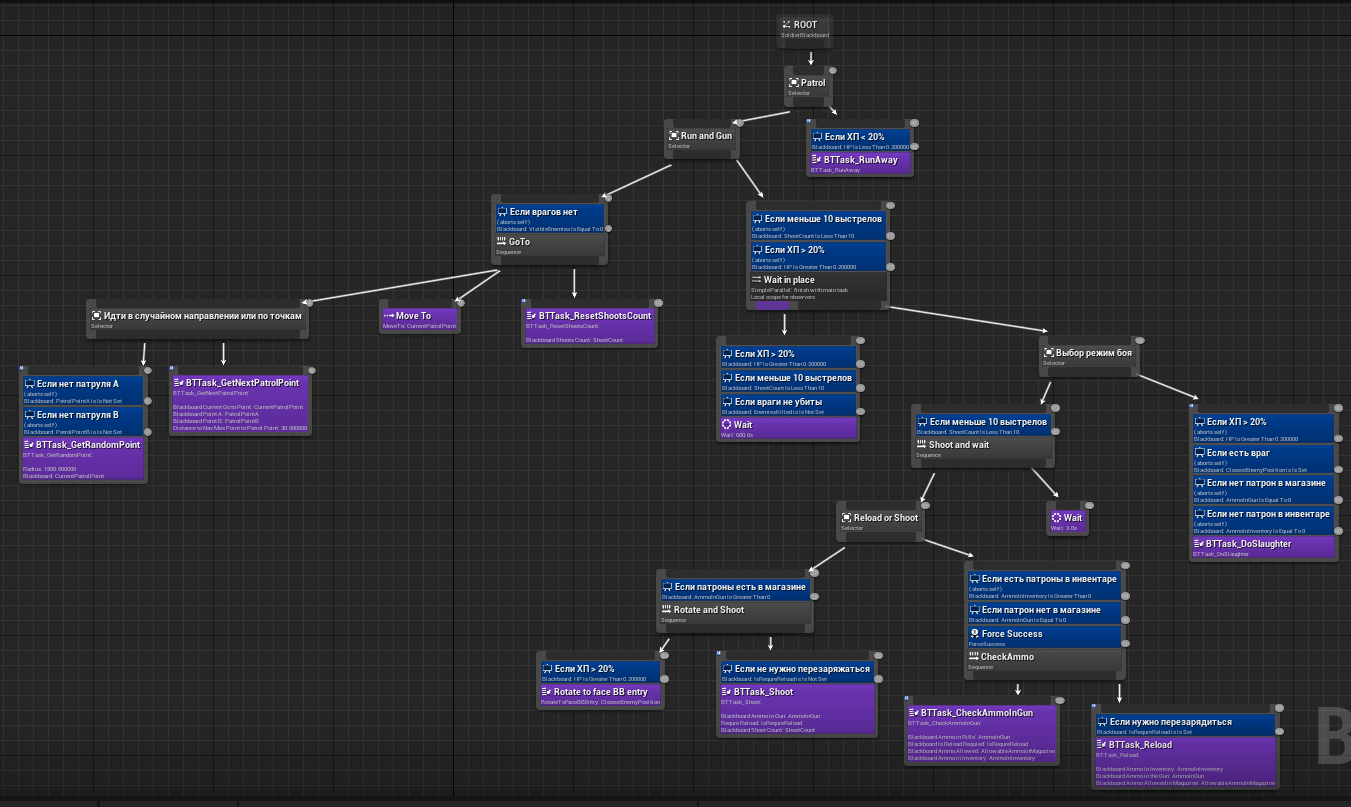 ROOT
SoldierBlackboard
Patrol
Selector
Run and Gun
Selector
Если ХП < 20%
Blackboard: HP is Less Than 0.200000
BTTask_RunAway
BTTask_RunAway
Если врагов нет
(aborts self)
Blackboard: VisibleEnemies is Equal To 0
GoTo
Sequence
Если меньше 10 выстрелов
(aborts self)
Blackboard: ShootCount is Less Than 10
Если ХП > 20%
(aborts self)
Blackboard: HP is Greater Than 0.200000
Wait in place
SimpleParallel: finish with main task
Local scope for observers
Идти в случайном направлении или по точкам
Selector
Move To
MoveTo: CurrentPatrolPoint
BTTask_ResetShootsCount
BTTask_ResetShootsCount:
Blackboard Shoots Count: ShootCount
Если нет патруля А
(aborts self)
Blackboard: PatrolPointA is Is Not Set
Если нет патруля В
(aborts self)
Blackboard: PatrolPointB is Is Not Set
BTTask_GetRandomPoint
BTTask_GetRandomPoint:
Radius: 1500.000000
Blackboard: CurrentPatrolPoint
BTTask_GetNextPatrolPoint
BTTask_GetNextPatrolPoint:
Blackboard Current Go to Point: CurrentPatrolPoint
Blackboard Point A: PatrolPointA
Blackboard Point B: PatrolPointB
Distance to Nav Mes Point to Patrol Point: 30.000000
Если ХП > 20%
Blackboard: HP is Greater Than 0.200000
Если меньше 10 выстрелов
Blackboard: ShootCount is Less Than 10
Если враги не убиты
Blackboard: EnemiesKilled is Is Not Set
Wait
Wait: 600.0s
Выбор режим боя
Selector
Если меньше 10 выстрелов
Blackboard: ShootCount is Less Than 10
Shoot and wait
Sequence
Если ХП > 20%
(aborts self)
Blackboard: HP is Greater Than 0.200000
Если есть враг
(aborts self)
Blackboard: ClosestEnemyPosition is Is Set
Если нет патрон в магазине
(aborts self)
Blackboard: AmmoInGun is Equal To 0
Если нет патрон в инвентаре
(aborts self)
Blackboard: AmmoInInventory is Equal To 0
BTTask_DoSlaughter
BTTask_DoSlaughter
Reload or Shoot
Selector
Wait
Wait: 3.0s
Если патроны есть в магазине
Blackboard: AmmoInGun is Greater Than 0
Rotate and Shoot
Sequence
Если есть патроны в инвентаре
(aborts self)
Blackboard: AmmoInInventory is Greater Than 0
Если патрон нет в магазине
Blackboard: AmmoInGun is Equal To 0
Force Success
ForceSuccess
CheckAmmo
Sequence
Если ХП > 20%
Blackboard: HP is Greater Than 0.200000
Rotate to face BB entry
RotateToFaceBBEntry: ClosestEnemyPosition
Если не нужно перезаряжаться
Blackboard: IsRequreReload is Is Not Set
BTTask_Shoot
BTTask_Shoot:
Blackboard Ammo in Gun: AmmoInGun
Requre Reload: IsRequreReload
Blackboard Shoot Count: ShootCount
BTTask_CheckAmmoInGun
BTTask_CheckAmmoInGun:
Blackboard Ammo in Rifle: AmmoInGun
Blackboard Is Reload Required: IsRequreReload
Blackboard Ammo Allowed: AllowableAmmoInMagazine
Blackboard Ammo in Inventory: AmmoInInventory
Если нужно перезарядиться
Blackboard: IsRequreReload is Is Set
BTTask_Reload
BTTask_Reload:
Blackboard Ammo in Inventory: AmmoInInventory
Blackboard Ammo in the Gun: AmmoInGun
Blackboard Ammo Allowed in Magazine: AllowableAmmoInMagazine
B